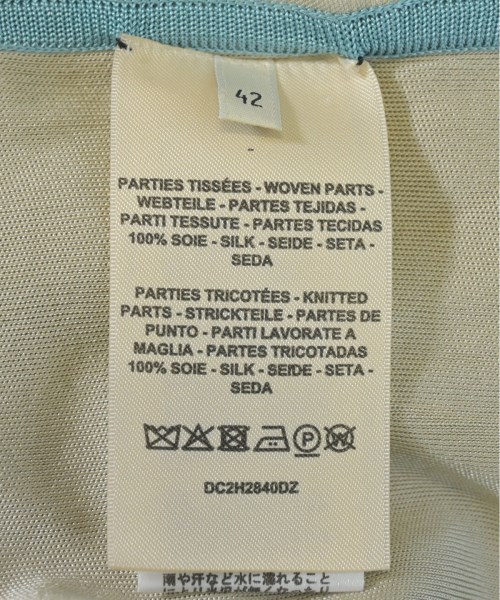 42
-
PARTIES TISSÉES - WOVEN PARTS -
WEBTEILE - PARTES TEJIDAS -
PARTI TESSUTE - PARTES TECIDAS
100% SOIE - SILK - SEIDE - SETA -
SEDA
PARTIES TRICOTÉES - KNITTED
PARTS - STRICKTEILE - PARTES DE
PUNTO - PARTI LAVORATE A
MAGLIA - PARTES TRICOTADAS
100% SOIE - SILK - SEIDE - SETA -
SEDA
P W
DC2H2840DZ
雨や汗など水に濡れること